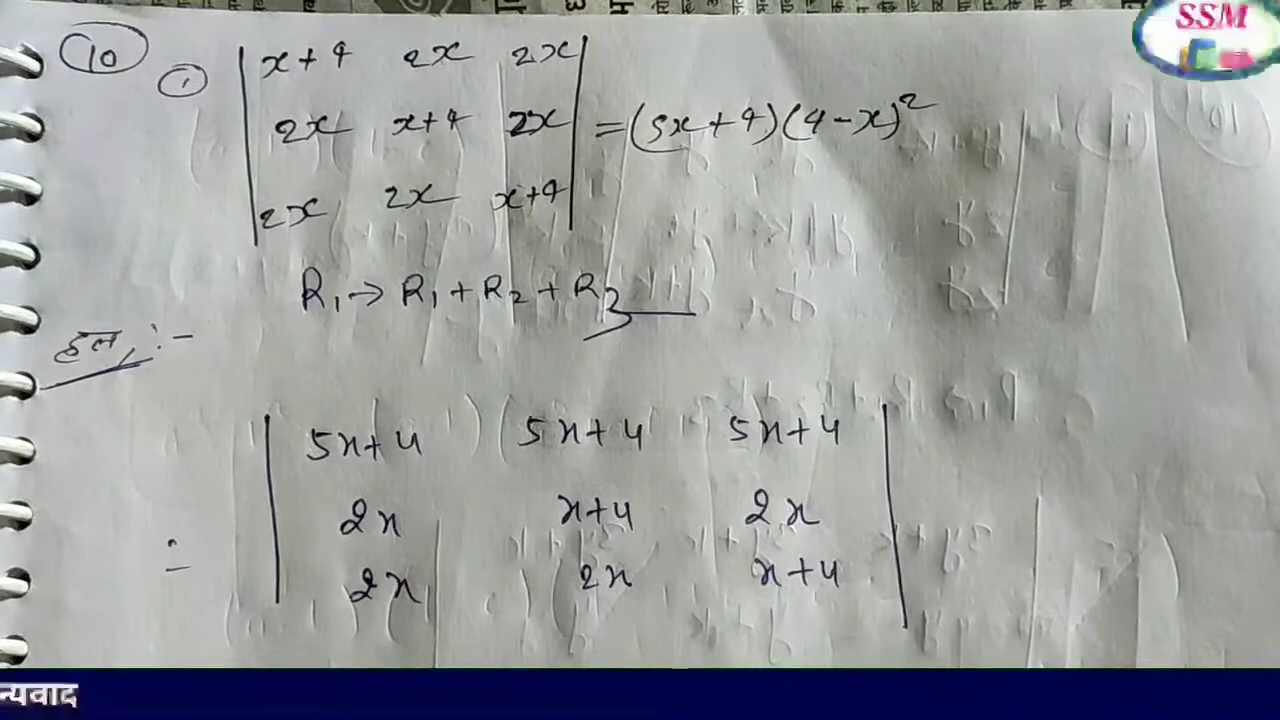 SSM
10
① | x+4 2x 2x |
| 2x x+4 2x | = (5x+4)(4-x)²
| 2x 2x x+4 |
R₁→ R₁ + R₂ + R₃
हल,:-
| 5x+4 5x+4 5x+4 |
= | 2x x+4 2x |
| 2x 2x x+4 |
न्यवाद